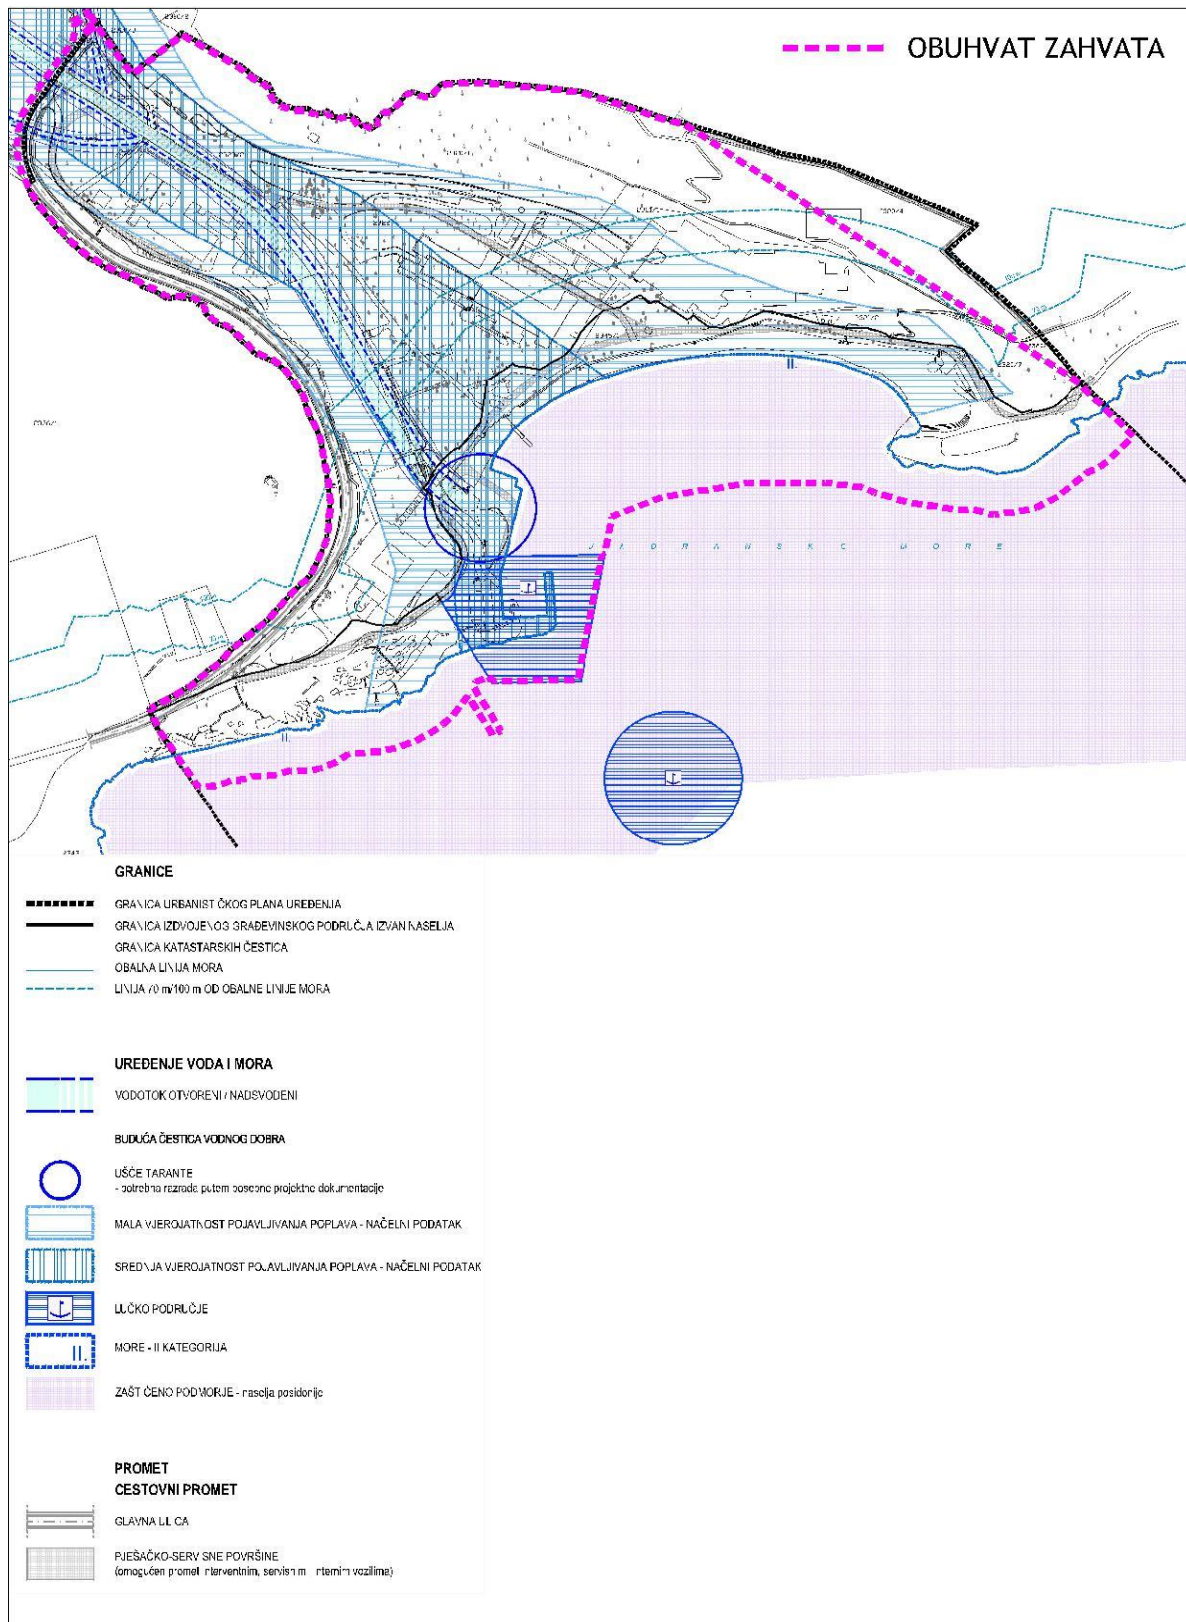 OBUHVAT ZAHVATA
II.
J A D R A N S K O M O R E
II.
GRANICE
GRANICA URBANISTIČKOG PLANA UREĐENJA
GRANICA IZDVOJENOG GRAĐEVINSKOG PODRUČJA IZVAN NASELJA
GRANICA KATASTARSKIH ČESTICA
OBALNA LINIJA MORA
LINIJA 70 m/100 m OD OBALNE LINIJE MORA
UREĐENJE VODA I MORA
VODOTOK OTVORENI / NADSVOĐENI
BUDUĆA ČESTICA VODNOG DOBRA
UŠĆE TARANTE
- potrebna razrada putem posebne projektne dokumentacije
MALA VJEROJATNOST POJAVLJIVANJA POPLAVA - NAČELNI PODATAK
SREDNJA VJEROJATNOST POJAVLJIVANJA POPLAVA - NAČELNI PODATAK
LUČKO PODRUČJE
II.
MORE - II KATEGORIJA
ZAŠTIĆENO PODMORJE - naselja posidonije
PROMET
CESTOVNI PROMET
GLAVNA ULICA
PJEŠAČKO-SERVISNE POVRŠINE
(omogućen promet interventnim, servisnim i internim vozilima)